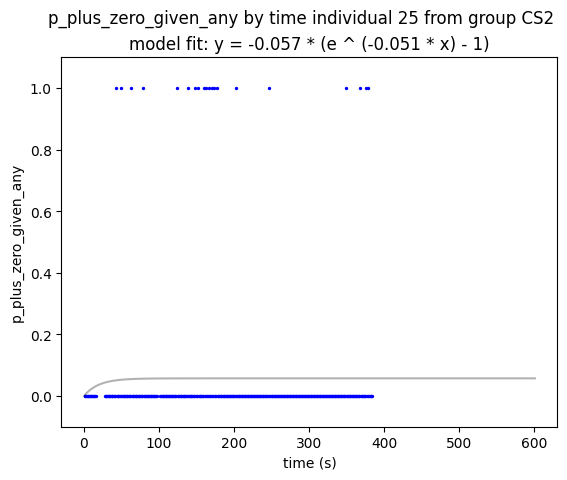 p_plus_zero_given_any by time individual 25 from group CS2
model fit: y = -0.057 * (e ^ (-0.051 * x) - 1)
p_plus_zero_given_any
1.0
0.8
0.6
0.4
0.2
0.0
0 100 200 300 400 500 600
time (s)